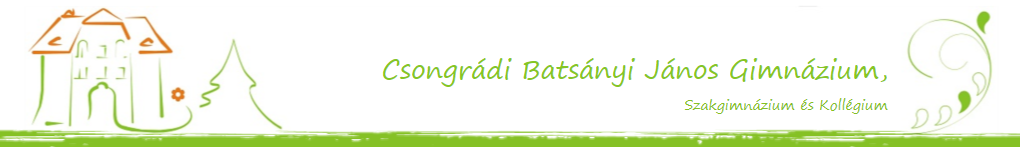 Csongrádi Batsányi János Gimnázium,
Szakgimnázium és Kollégium